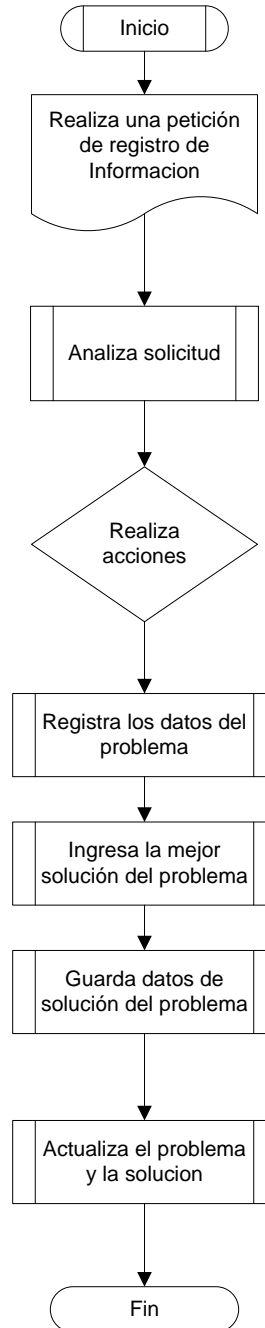 Inicio
Realiza una petición
de registro de
Informacion
Analiza solicitud
Realiza
acciones
Registra los datos del
problema
Ingresa la mejor
solución del problema
Guarda datos de
solución del problema
Actualiza el problema
y la solucion
Fin